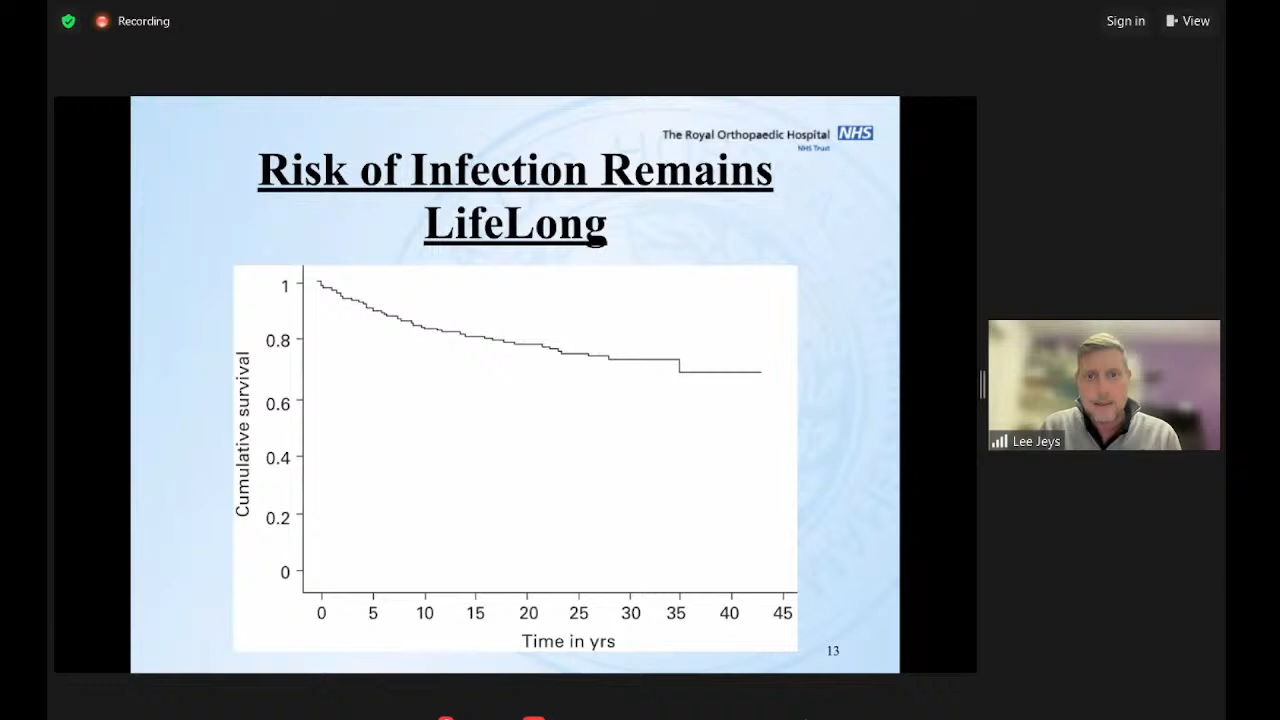 Recording
Sign in
View
The Royal Orthopaedic Hospital NHS
NHS Trust
Risk of Infection Remains
LifeLong
Cumulative survival
1
0.8
0.6
0.4
0.2
0
0 5 10 15 20 25 30 35 40 45
Time in yrs
13
Lee Jeys